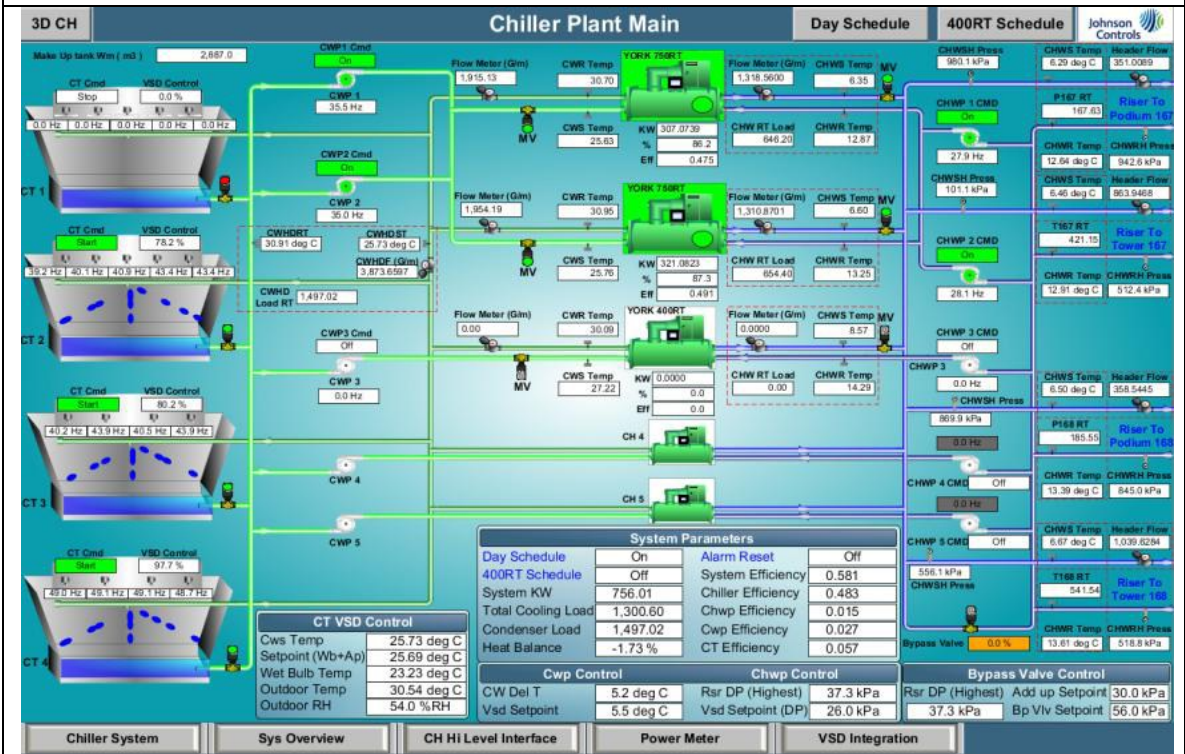 3D CH
Chiller Plant Main
Day Schedule
400RT Schedule
Johnson Controls
Make Up tank Wm ( m3 ) 2,667.0
CT Cmd VSD Control
Stop 0.0 %
0.0 Hz 0.0 Hz 0.0 Hz 0.0 Hz 0.0 Hz
CT 1
CT Cmd VSD Control
Start 78.2 %
39.2 Hz 40.1 Hz 40.9 Hz 43.4 Hz 43.4 Hz
CT 2
CT Cmd VSD Control
Start 80.2 %
40.2 Hz 43.9 Hz 40.5 Hz 43.9 Hz
CT 3
CT Cmd VSD Control
Start 97.7 %
49.0 Hz 49.1 Hz 49.1 Hz 48.7 Hz
CT 4
CWP1 Cmd
On
CWP 1
35.5 Hz
CWP2 Cmd
On
CWP 2
35.0 Hz
CWHDRT
30.91 deg C
CWHDST
25.73 deg C
CWHDF (G/m)
3,873.6597
CWHD Load RT 1,497.02
CWP3 Cmd
Off
CWP 3
0.0 Hz
CWP 4
CWP 5
Flow Meter (G/m)
1,915.13
CWR Temp
30.70
YORK 750RT
Flow Meter (G/m)
1,318.5600
CHWS Temp MV
6.35
MV
CWS Temp
25.63
KW 307.0739
% 86.2
Eff 0.475
CHW RT Load
646.20
CHWR Temp
12.87
Flow Meter (G/m)
1,954.19
CWR Temp
30.95
YORK 750RT
Flow Meter (G/m)
1,310.8701
CHWS Temp MV
6.60
MV
CWS Temp
25.76
KW 321.0823
% 87.3
Eff 0.491
CHW RT Load
654.40
CHWR Temp
13.25
Flow Meter (G/m)
0.00
CWR Temp
30.09
YORK 400RT
Flow Meter (G/m)
0.0000
CHWS Temp MV
8.57
MV
CWS Temp
27.22
KW 0.0000
% 0.0
Eff 0.0
CHW RT Load
0.00
CHWR Temp
14.29
CH 4
CH 5
CHWSH Press
980.1 kPa
CHWP 1 CMD
On
27.9 Hz
CHWSH Press
101.1 kPa
CHWP 2 CMD
On
28.1 Hz
CHWP 3 CMD
Off
CHWP 3
0.0 Hz
CHWSH Press
869.9 kPa
0.0 Hz
CHWP 4 CMD Off
0.0 Hz
CHWP 5 CMD Off
556.1 kPa
CHWSH Press
Bypass Valve 0.0 %
CHWS Temp Header Flow
6.29 deg C 351.0089
P167 RT
167.63
Riser To Podium 167
CHWR Temp CHWRH Press
12.64 deg C 942.6 kPa
CHWS Temp Header Flow
6.46 deg C 863.9468
T167 RT
421.15
Riser To Tower 167
CHWR Temp CHWRH Press
12.91 deg C 512.4 kPa
CHWS Temp Header Flow
6.50 deg C 358.5445
P168 RT
185.55
Riser To Podium 168
CHWR Temp CHWRH Press
13.39 deg C 845.0 kPa
CHWS Temp Header Flow
6.67 deg C 1,039.6284
T168 RT
541.54
Riser To Tower 168
CHWR Temp CHWRH Press
13.61 deg C 518.8 kPa
CT VSD Control
Cws Temp 25.73 deg C
Setpoint (Wb+Ap) 25.69 deg C
Wet Bulb Temp 23.23 deg C
Outdoor Temp 30.54 deg C
Outdoor RH 54.0 %RH
System Parameters
Day Schedule On Alarm Reset Off
400RT Schedule Off System Efficiency 0.581
System KW 756.01 Chiller Efficiency 0.483
Total Cooling Load 1,300.60 Chwp Efficiency 0.015
Condenser Load 1,497.02 Cwp Efficiency 0.027
Heat Balance -1.73 % CT Efficiency 0.057
Cwp Control Chwp Control
CW Del T 5.2 deg C Rsr DP (Highest) 37.3 kPa
Vsd Setpoint 5.5 deg C Vsd Setpoint (DP) 26.0 kPa
Bypass Valve Control
Rsr DP (Highest) Add up Setpoint 30.0 kPa
37.3 kPa Bp Vlv Setpoint 56.0 kPa
Chiller System
Sys Overview
CH Hi Level Interface
Power Meter
VSD Integration